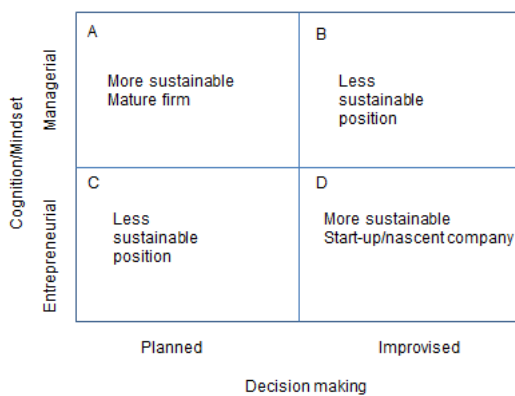 A
More sustainable
Mature firm
B
Less
sustainable
position
C
Less
sustainable
position
D
More sustainable
Start-up/nascent company
Cognition/Mindset
Managerial
Entrepreneurial
Planned
Improvised
Decision making